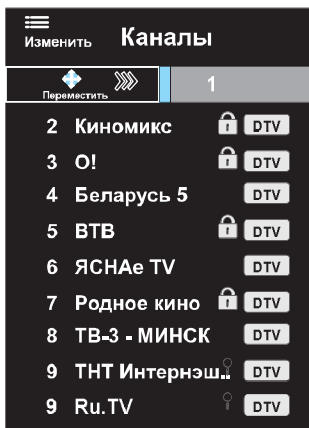 Изменить Каналы
Переместить 1
2 Киномикс DTV
3 О! DTV
4 Беларусь 5 DTV
5 ВТВ DTV
6 ЯСНАе TV DTV
7 Родное кино DTV
8 ТВ-3 - МИНСК DTV
9 ТНТ Интернэш.. DTV
9 Ru.TV DTV